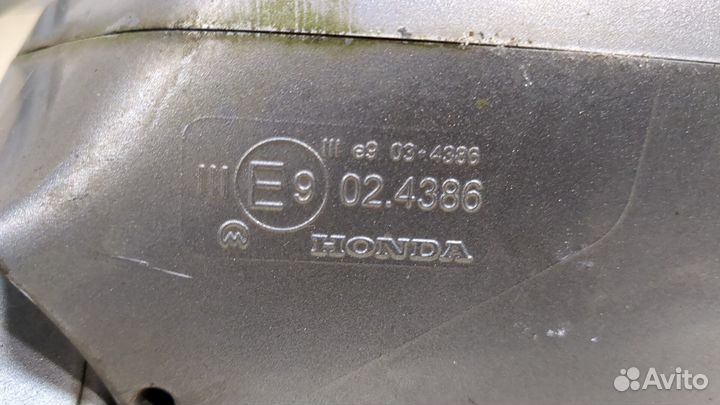 III e9 03-4386
III E9 02.4386
M HONDA
Avito